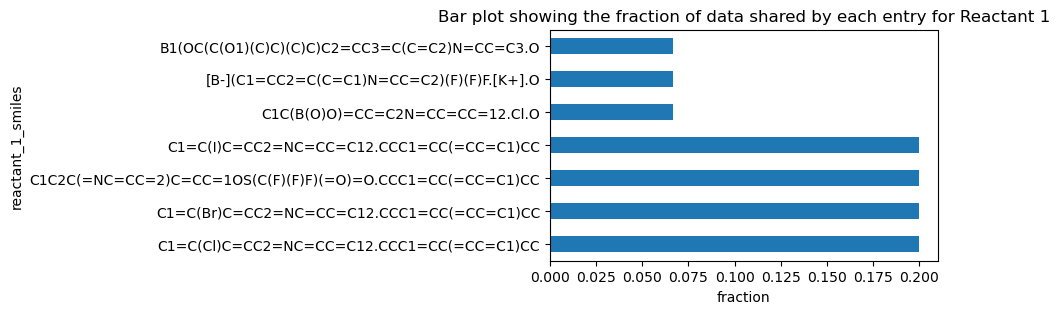 Bar plot showing the fraction of data shared by each entry for Reactant 1
reactant_1_smiles
B1(OC(C(O1)(C)C)(C)C)C2=CC3=C(C=C2)N=CC=C3.O
[B-](C1=CC2=C(C=C1)N=CC=C2)(F)(F)F.[K+].O
C1C(B(O)O)=CC=C2N=CC=CC=12.Cl.O
C1=C(I)C=CC2=NC=CC=C12.CCC1=CC(=CC=C1)CC
C1C2C(=NC=CC=2)C=CC=1OS(C(F)(F)F)(=O)=O.CCC1=CC(=CC=C1)CC
C1=C(Br)C=CC2=NC=CC=C12.CCC1=CC(=CC=C1)CC
C1=C(Cl)C=CC2=NC=CC=C12.CCC1=CC(=CC=C1)CC
0.000 0.025 0.050 0.075 0.100 0.125 0.150 0.175 0.200
fraction